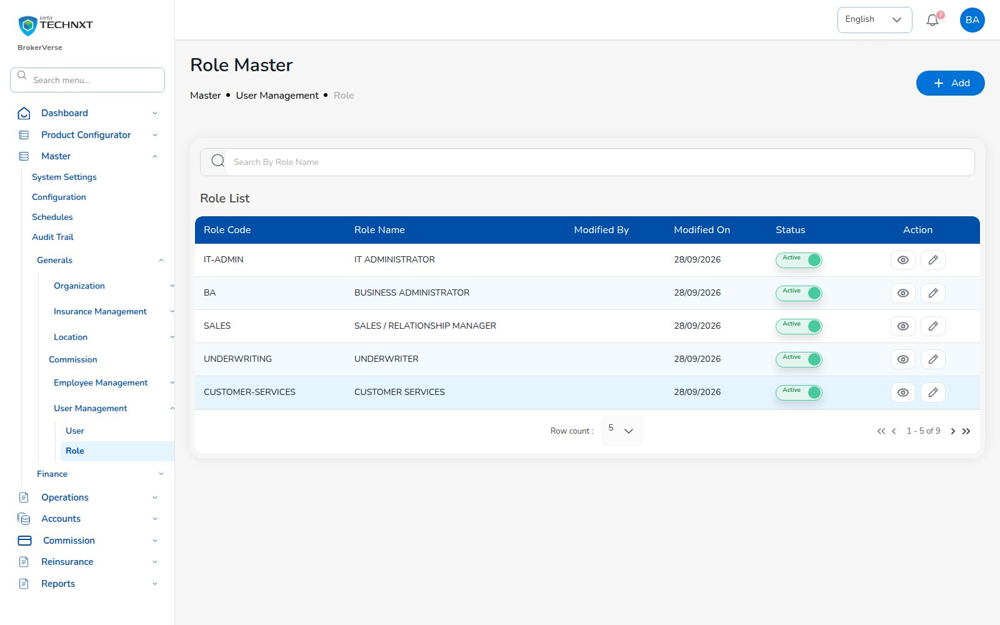 iorta
TECHNXT
BrokerVerse
Search menu...
Dashboard
Product Configurator
Master
System Settings
Configuration
Schedules
Audit Trail
Generals
Organization
Insurance Management
Location
Commission
Employee Management
User Management
User
Role
Finance
Operations
Accounts
Commission
Reinsurance
Reports
English
7
BA
Role Master
Master • User Management • Role
+ Add
Search By Role Name
Role List
Role Code Role Name Modified By Modified On Status Action
IT-ADMIN IT ADMINISTRATOR 28/09/2026 Active
BA BUSINESS ADMINISTRATOR 28/09/2026 Active
SALES SALES / RELATIONSHIP MANAGER 28/09/2026 Active
UNDERWRITING UNDERWRITER 28/09/2026 Active
CUSTOMER-SERVICES CUSTOMER SERVICES 28/09/2026 Active
Row count : 5 1 - 5 of 9